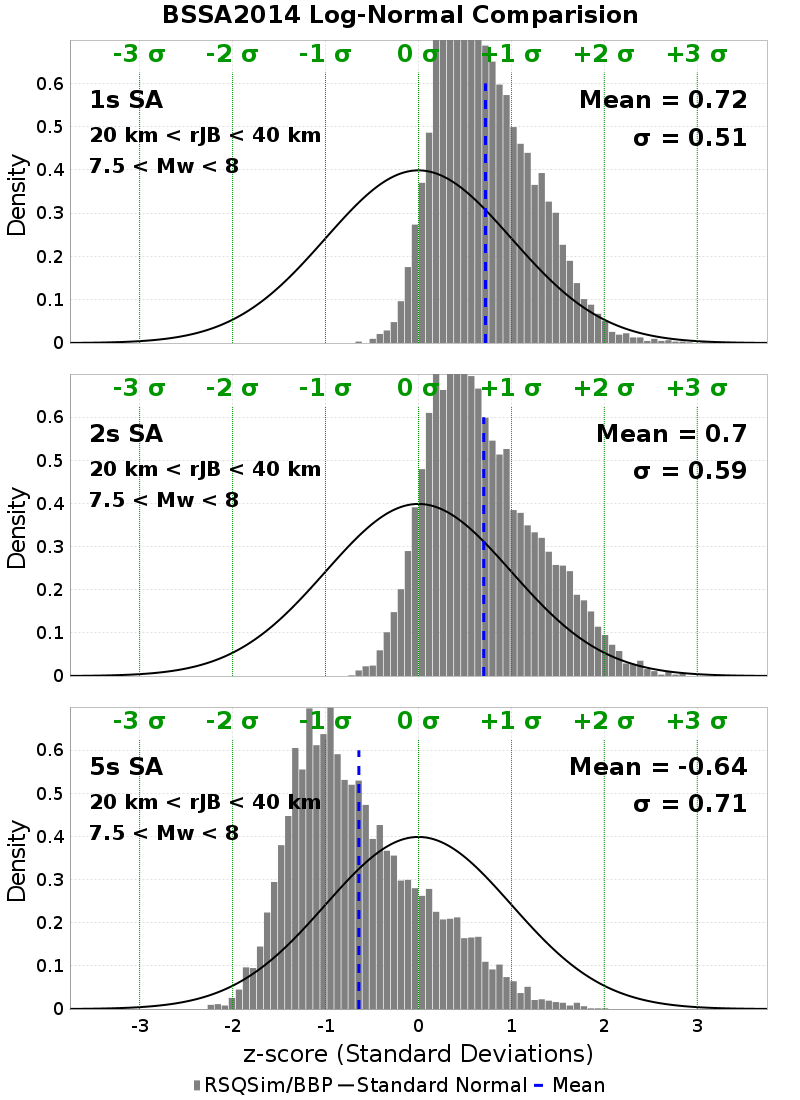 BSSA2014 Log-Normal Comparision
-3 σ -2 σ -1 σ 0 σ +1 σ +2 σ +3 σ
1s SA
Mean = 0.72
20 km < rJB < 40 km
σ = 0.51
7.5 < Mw < 8
Density
0.6
0.5
0.4
0.3
0.2
0.1
0
-3 σ -2 σ -1 σ 0 σ +1 σ +2 σ +3 σ
2s SA
Mean = 0.7
20 km < rJB < 40 km
σ = 0.59
7.5 < Mw < 8
Density
0.6
0.5
0.4
0.3
0.2
0.1
0
-3 σ -2 σ -1 σ 0 σ +1 σ +2 σ +3 σ
5s SA
Mean = -0.64
20 km < rJB < 40 km
σ = 0.71
7.5 < Mw < 8
Density
0.6
0.5
0.4
0.3
0.2
0.1
0
-3 -2 -1 0 1 2 3
z-score (Standard Deviations)
RSQSim/BBP Standard Normal Mean